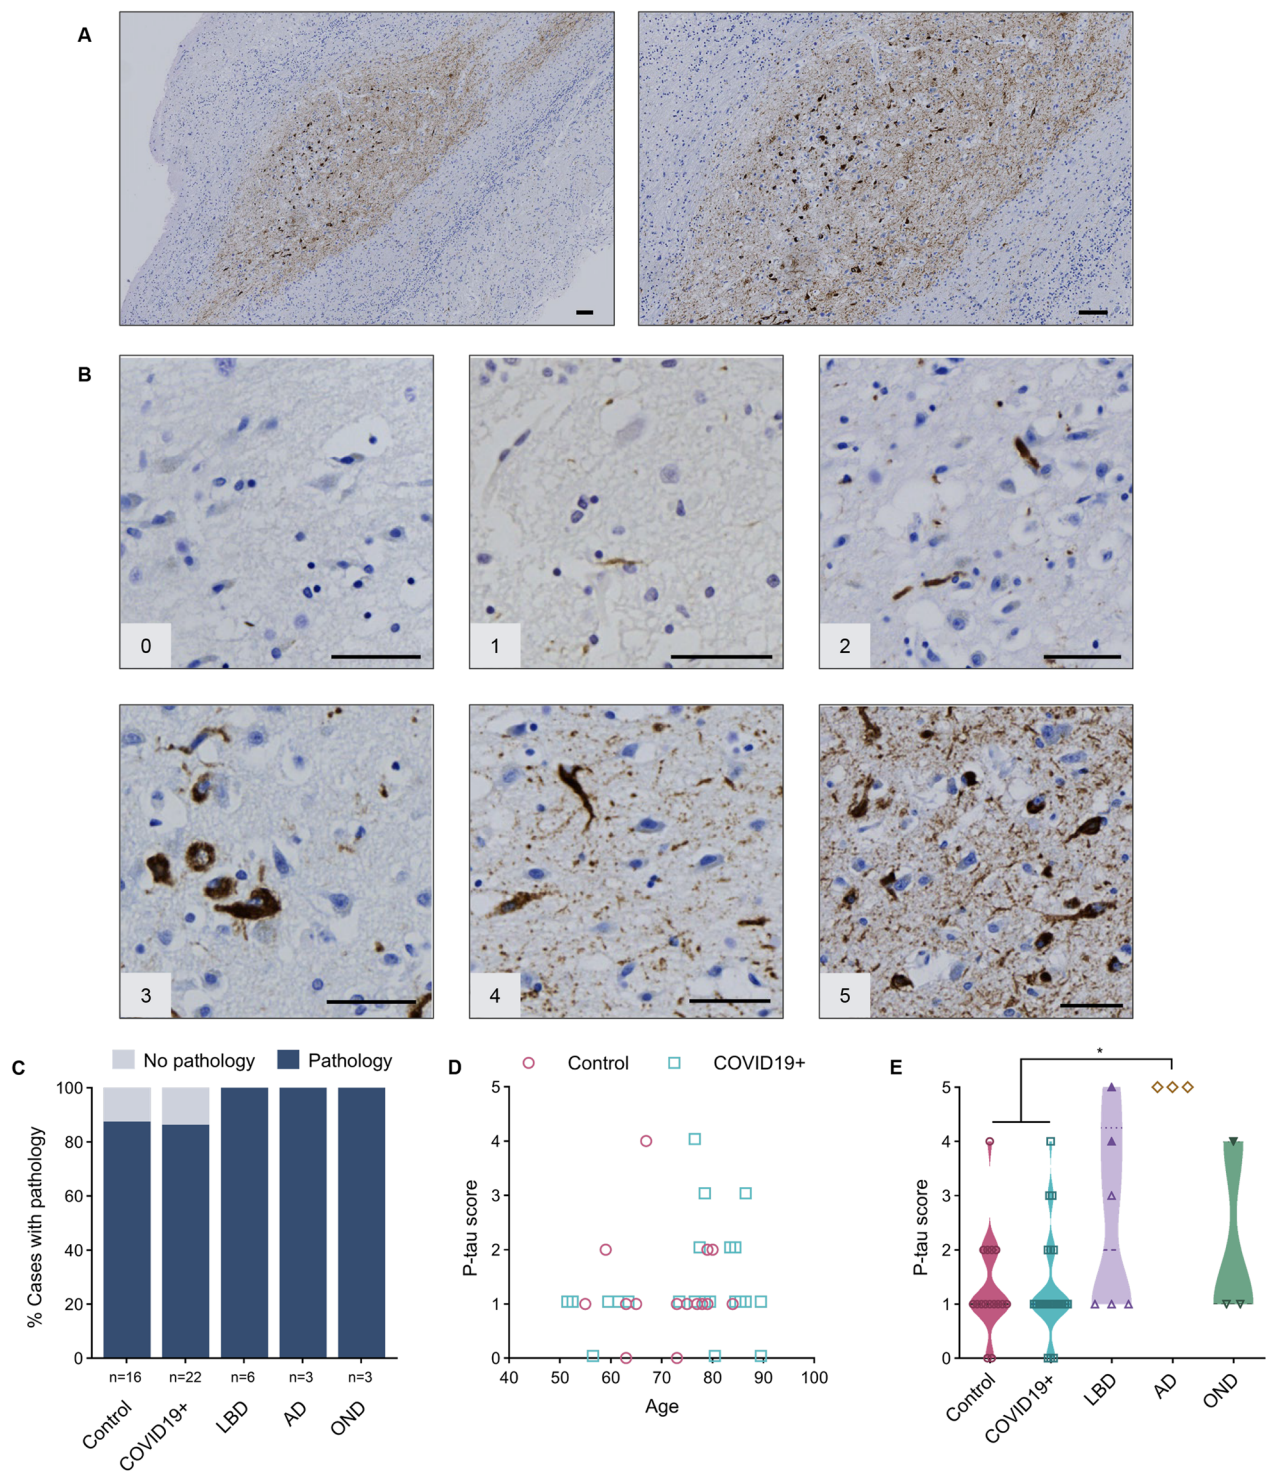 A
B
0
1
2
3
4
5
C
No pathology
Pathology
% Cases with pathology
100
80
60
40
20
0
n=16
n=22
n=6
n=3
n=3
Control
COVID19+
LBD
AD
OND
D
Control
COVID19+
P-tau score
5
4
3
2
1
0
40
50
60
70
80
90
100
Age
E
*
P-tau score
5
4
3
2
1
0
Control
COVID19+
LBD
AD
OND